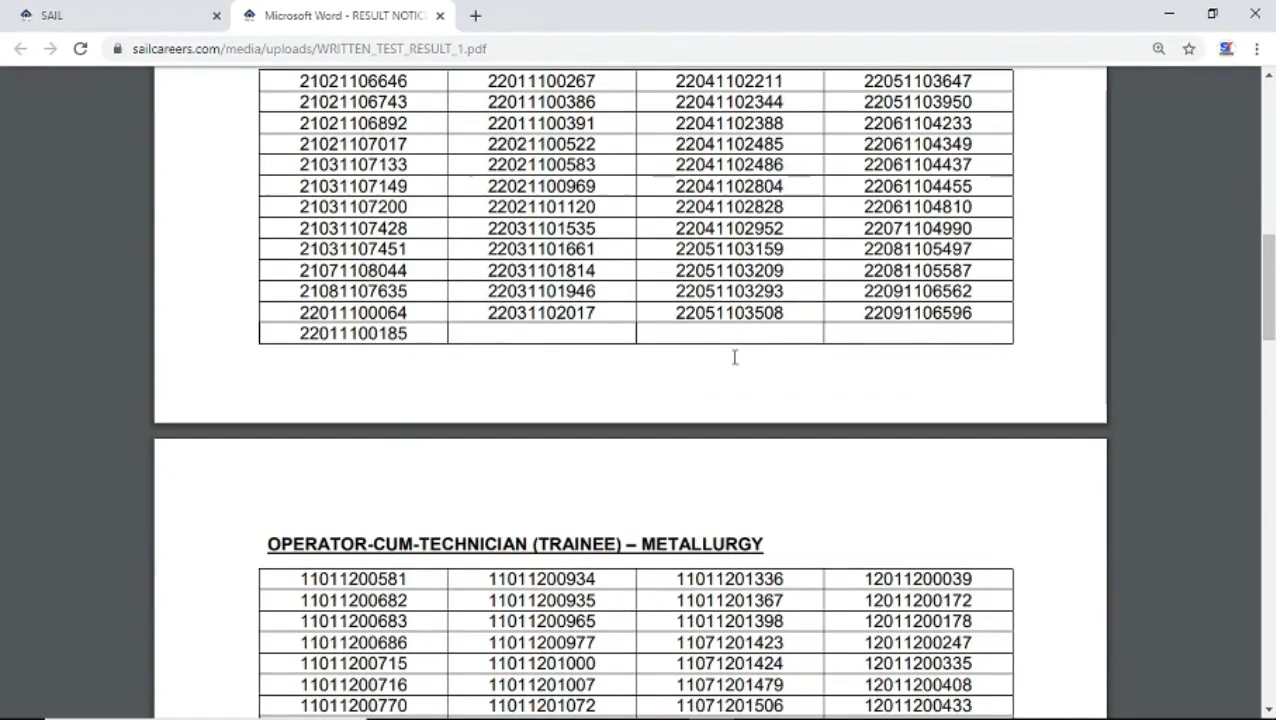 SAIL
Microsoft Word - RESULT NOTIC
sailcareers.com/media/uploads/WRITTEN_TEST_RESULT_1.pdf
21021106646 22011100267 22041102211 22051103647
21021106743 22011100386 22041102344 22051103950
21021106892 22011100391 22041102388 22061104233
21021107017 22021100522 22041102485 22061104349
21031107133 22021100583 22041102486 22061104437
21031107149 22021100969 22041102804 22061104455
21031107200 22021101120 22041102828 22061104810
21031107428 22031101535 22041102952 22071104990
21031107451 22031101661 22051103159 22081105497
21071108044 22031101814 22051103209 22081105587
21081107635 22031101946 22051103293 22091106562
22011100064 22031102017 22051103508 22091106596
22011100185
OPERATOR-CUM-TECHNICIAN (TRAINEE) – METALLURGY
11011200581 11011200934 11011201336 12011200039
11011200682 11011200935 11011201367 12011200172
11011200683 11011200965 11011201398 12011200178
11011200686 11011200977 11071201423 12011200247
11011200715 11011201000 11071201424 12011200335
11011200716 11011201007 11071201479 12011200408
11011200770 11011201072 11071201506 12011200433